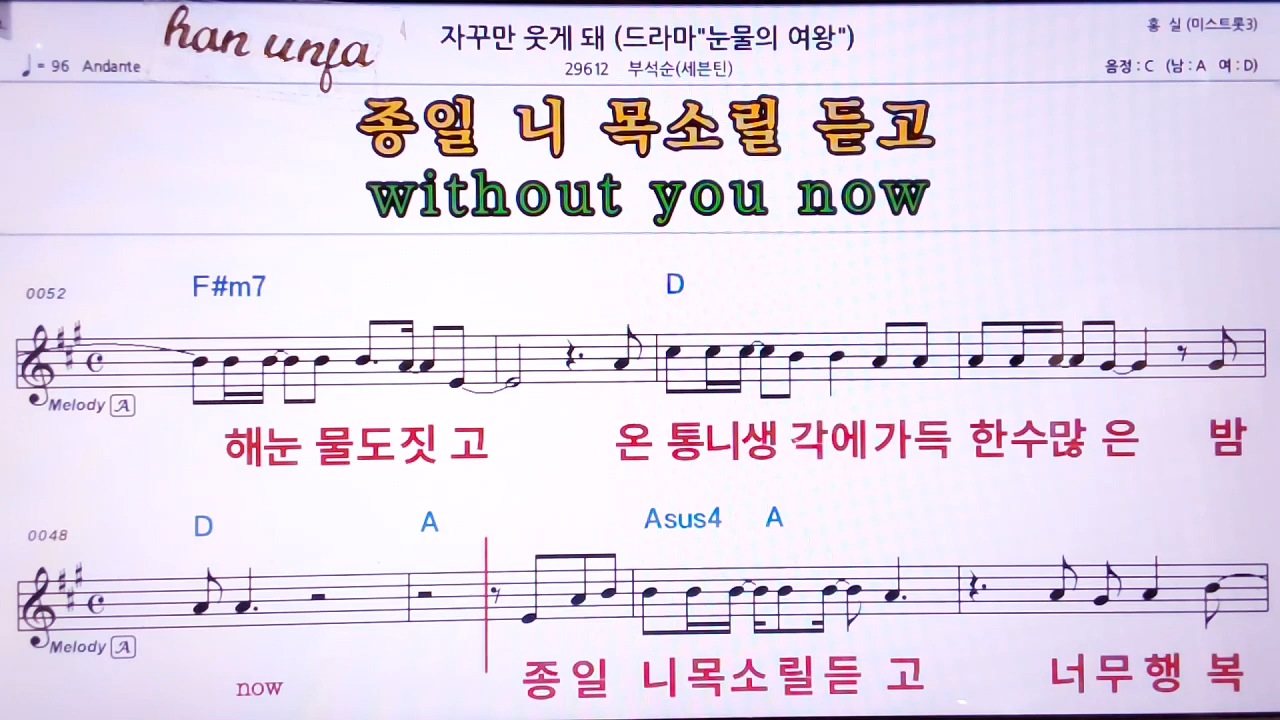 han unfa
자꾸만 웃게 돼 (드라마"눈물의 여왕")
홍 실 (미스트롯3)
♩ = 96 Andante
29612 부석순(세븐틴)
음정 : C (남 : A 여 : D)
종일 니 목소릴 듣고
without you now
0052
F#m7 D
Melody A
해눈 물도짓 고 온 통니생 각에가득 한수많 은 밤
0048
D A Asus4 A
Melody A
now 종일 니목소릴듣 고 너무행 복